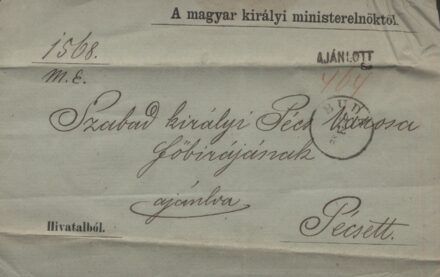 A magyar királyi ministerelnöktől.
1568.
M. E.
AJÁNLOTT
Szabad királyi Pécs városa
főbirájának
ajánlva
Hivatalból.
Pécsett.